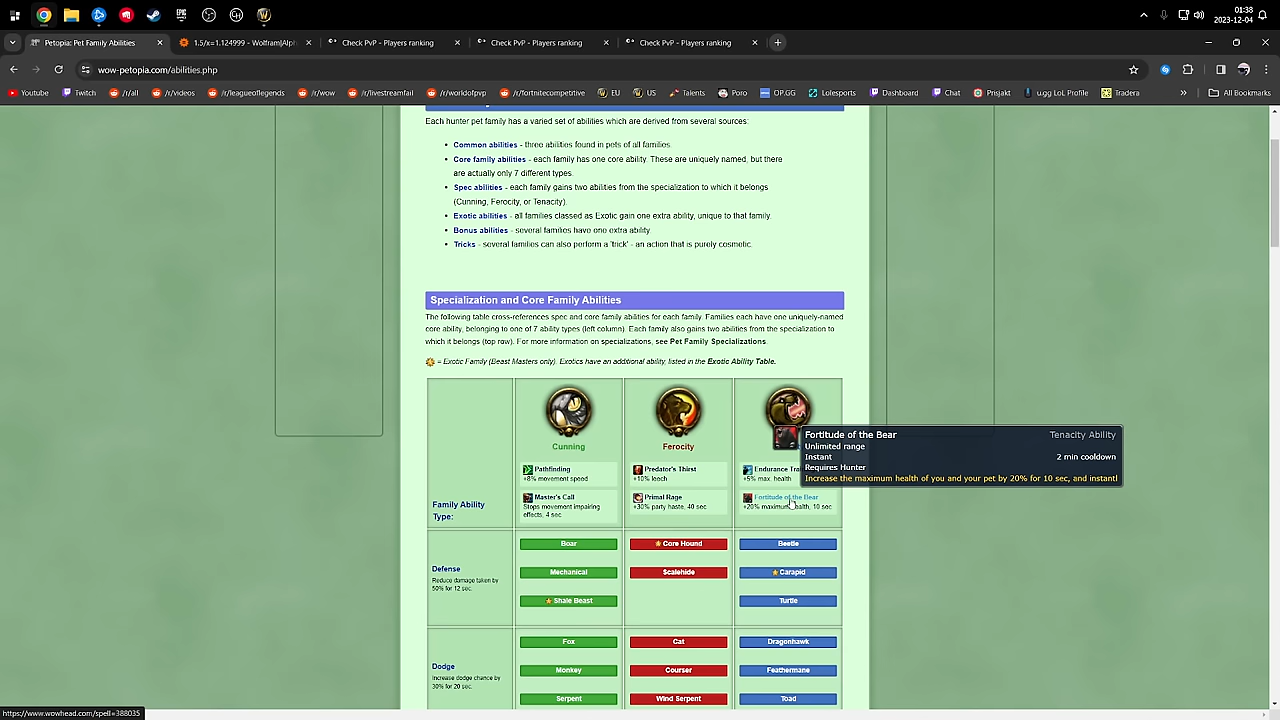 01:38
2023-12-04
Petopia: Pet Family Abilities
1.5/x=1.124999 - Wolfram|Alph
Check PvP - Players ranking
Check PvP - Players ranking
Check PvP - Players ranking
wow-petopia.com/abilities.php
Youtube Twitch /r/all /r/videos /r/leagueoflegends /r/wow /r/livestreamfail /r/worldofpvp /r/fortnitecompetitive EU US Talents Poro OP.GG Lolesports Dashboard Chat Prisjakt u.gg LoL Profile Tradera All Bookmarks
Each hunter pet family has a varied set of abilities which are derived from several sources:
• Common abilities - three abilities found in pets of all families.
• Core family abilities - each family has one core ability. These are uniquely named, but there
are actually only 7 different types.
• Spec abilities - each family gains two abilities from the specialization to which it belongs
(Cunning, Ferocity, or Tenacity).
• Exotic abilities - all families classed as Exotic gain one extra ability, unique to that family.
• Bonus abilities - several families have one extra ability.
• Tricks - several families can also perform a 'trick' - an action that is purely cosmetic.
Specialization and Core Family Abilities
The following table cross-references spec and core family abilities for each family. Families each have one uniquely-named
core ability, belonging to one of 7 ability types (left column). Each family also gains two abilities from the specialization to
which it belongs (top row). For more information on specializations, see Pet Family Specializations.
= Exotic Family (Beast Masters only). Exotics have an additional ability, listed in the Exotic Ability Table.
Family Ability
Type:
Cunning
Pathfinding
+8% movement speed
Master's Call
Stops movement impairing
effects, 4 sec
Ferocity
Predator's Thirst
+10% leech
Primal Rage
+30% party haste, 40 sec
Endurance Tra
+5% max. health
Fortitude of the Bear
+20% maximum health, 10 sec
Fortitude of the Bear Tenacity Ability
Unlimited range
Instant 2 min cooldown
Requires Hunter
Increase the maximum health of you and your pet by 20% for 10 sec, and instantl
Defense
Reduce damage taken by
50% for 12 sec.
Boar Core Hound Beetle
Mechanical Scalehide Carapid
Shale Beast Turtle
Dodge
Increase dodge chance by
30% for 20 sec.
Fox Cat Dragonhawk
Monkey Courser Feathermane
Serpent Wind Serpent Toad
https://www.wowhead.com/spell=388035